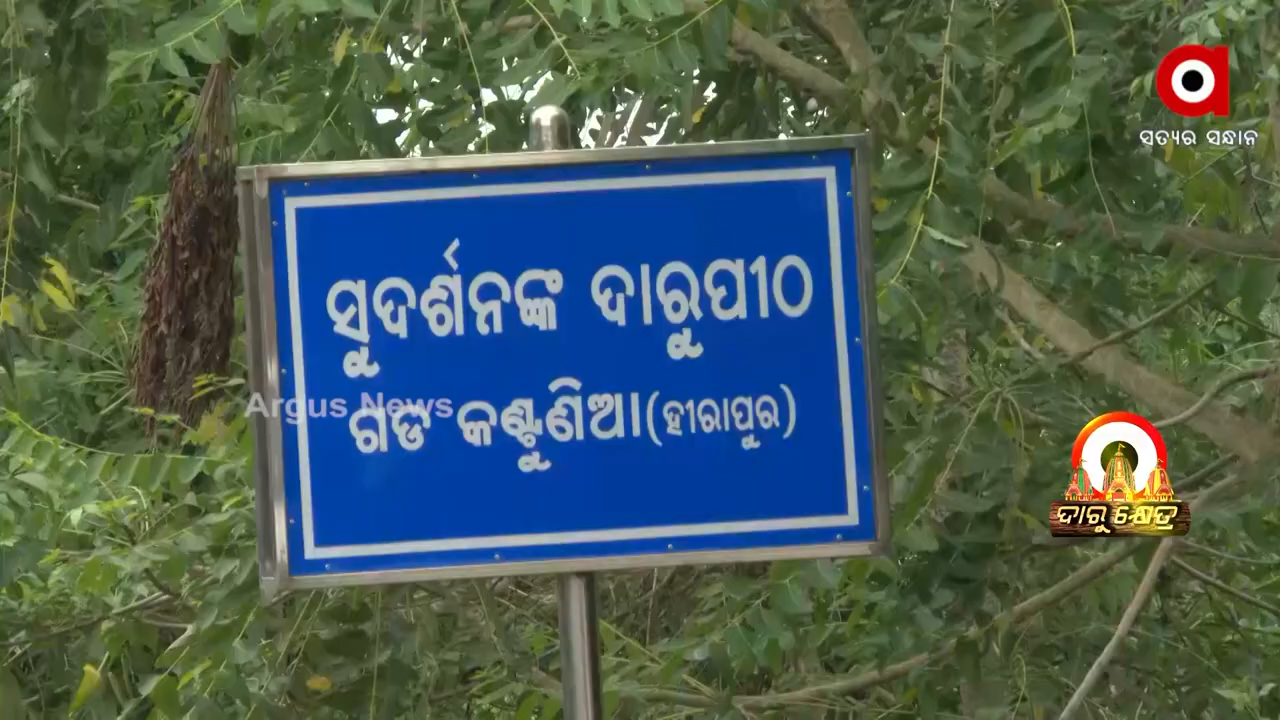 ସତ୍ୟର ସନ୍ଧାନ
ସୁଦର୍ଶନଙ୍କ ଦାରୁପୀଠ
Argus News
ଗଡ କଣ୍ଟୁଣିଆ (ହୀରାପୁର)
ଦାରୁ କ୍ଷେତ୍ର